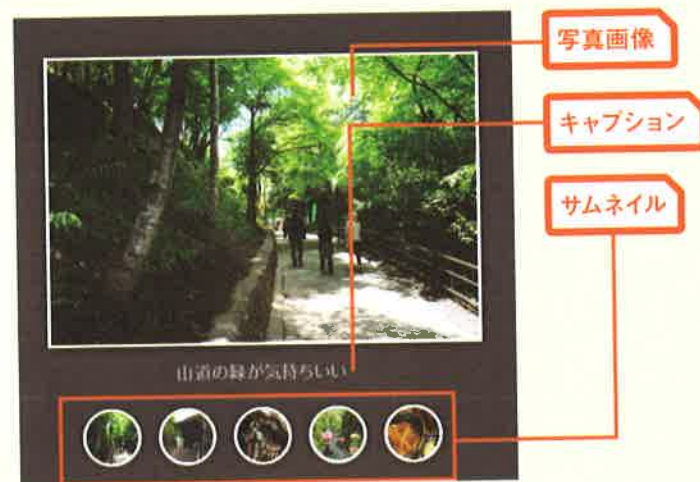 写真画像
キャプション
サムネイル
山道の緑が気持ちいい